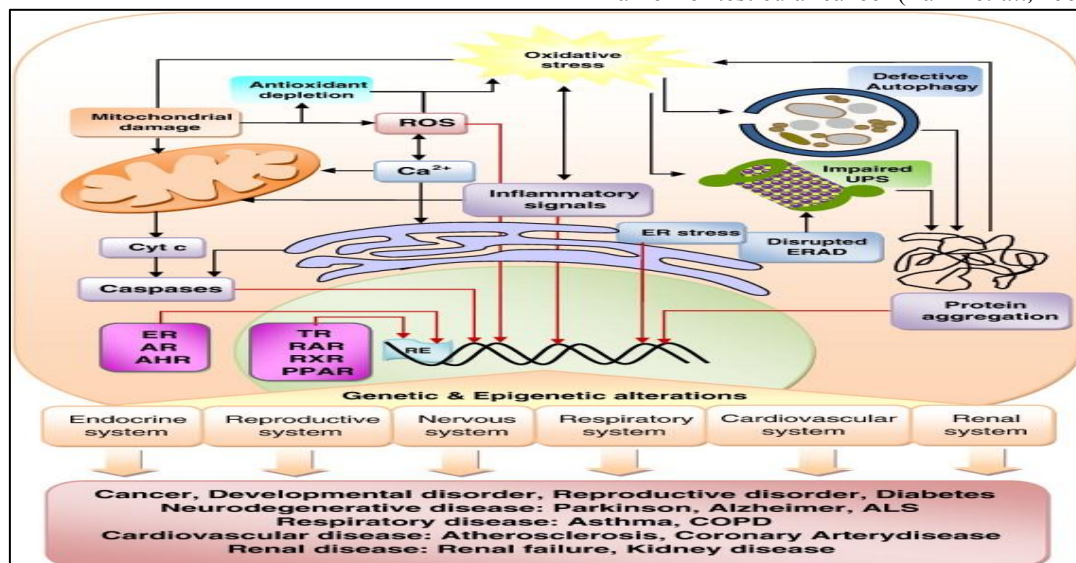 Oxidative
stress
Defective
Autophagy
Antioxidant
depletion
Mitochondrial
damage
ROS
Ca2+
Impaired
UPS
Inflammatory
signals
Cyt c
ER stress
Disrupted
ERAD
Caspases
Protein
aggregation
ER
AR
AHR
TR
RAR
RXR
PPAR
RE
Genetic & Epigenetic alterations
Endocrine
system
Reproductive
system
Nervous
system
Respiratory
system
Cardiovascular
system
Renal
system
Cancer, Developmental disorder, Reproductive disorder, Diabetes
Neurodegenerative disease: Parkinson, Alzheimer, ALS
Respiratory disease: Asthma, COPD
Cardiovascular disease: Atherosclerosis, Coronary Arterydisease
Renal disease: Renal failure, Kidney disease